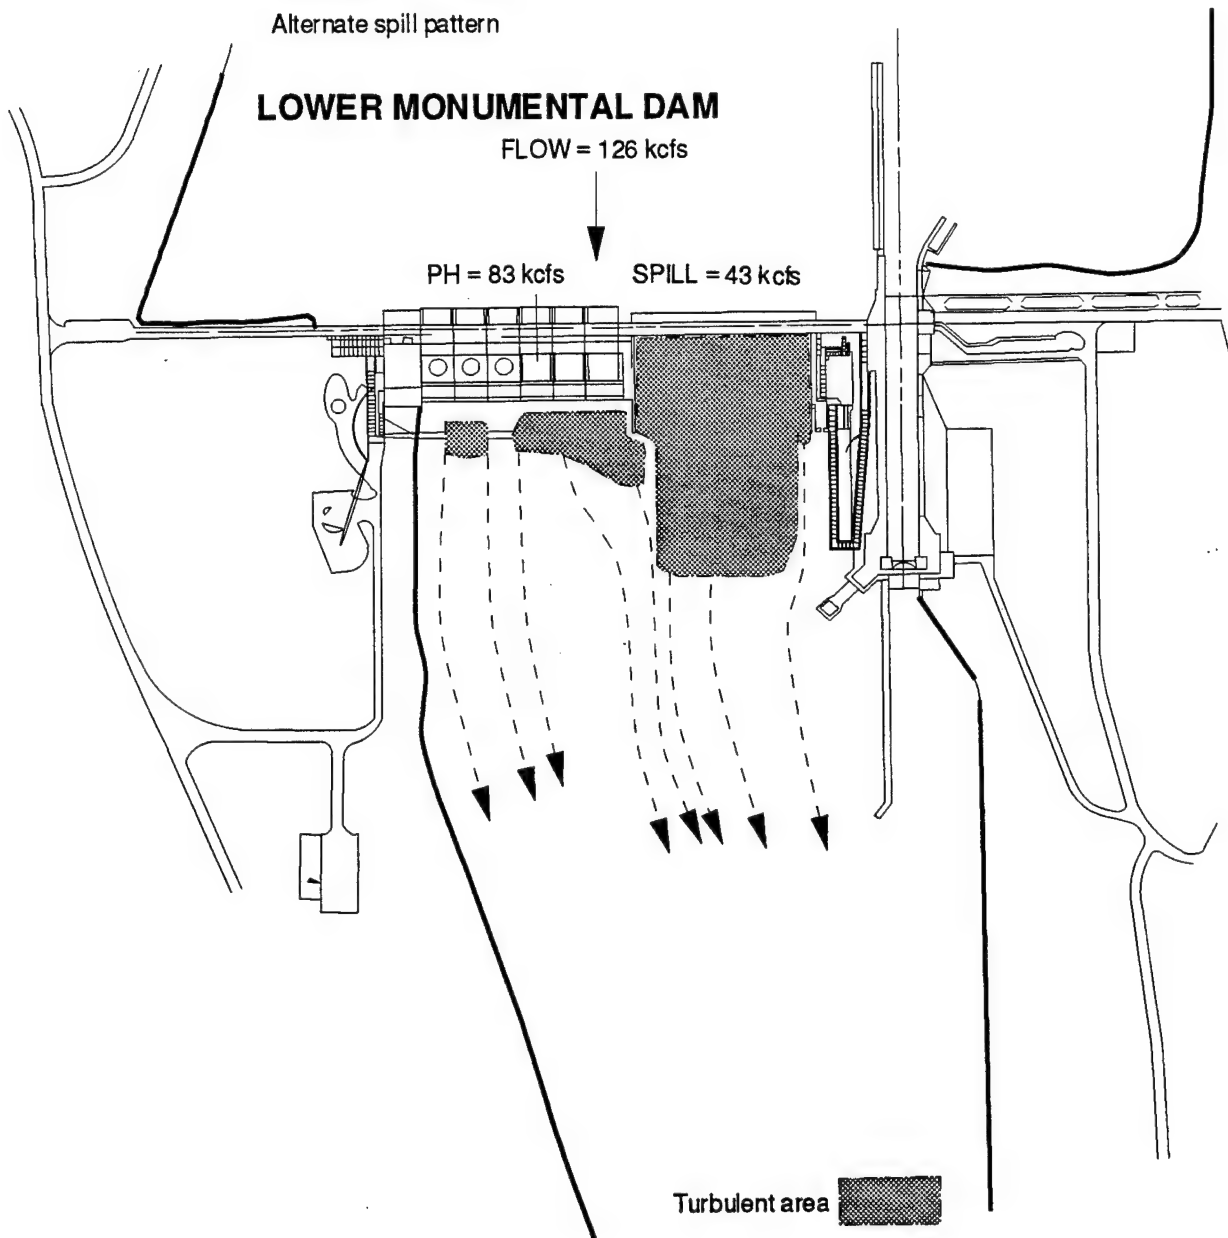 Alternate spill pattern
LOWER MONUMENTAL DAM
FLOW = 126 kcfs
PH = 83 kcfs
SPILL = 43 kcfs
Turbulent area